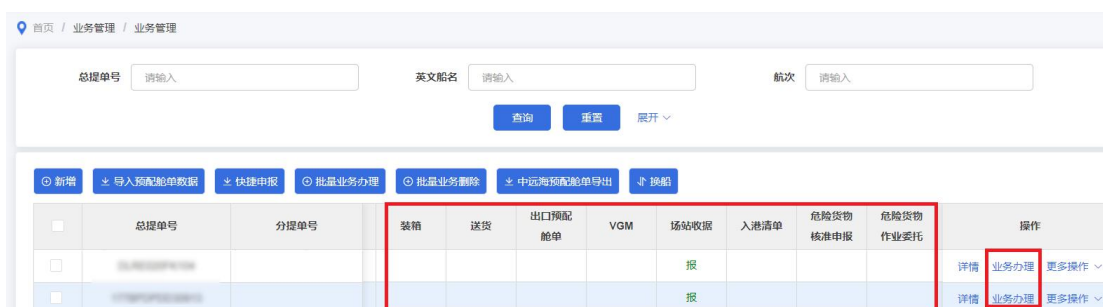 首页 / 业务管理 / 业务管理
总提单号 请输入 英文船名 请输入 航次 请输入
查询 重置 展开
新增 导入预配舱单数据 快捷申报 批量业务办理 批量业务删除 中远海预配舱单导出 换船
总提单号 分提单号 装箱 送货 出口预配舱单 VGM 场站收据 入港清单 危险货物核准申报 危险货物作业委托 操作
报 详情 业务办理 更多操作
报 详情 业务办理 更多操作